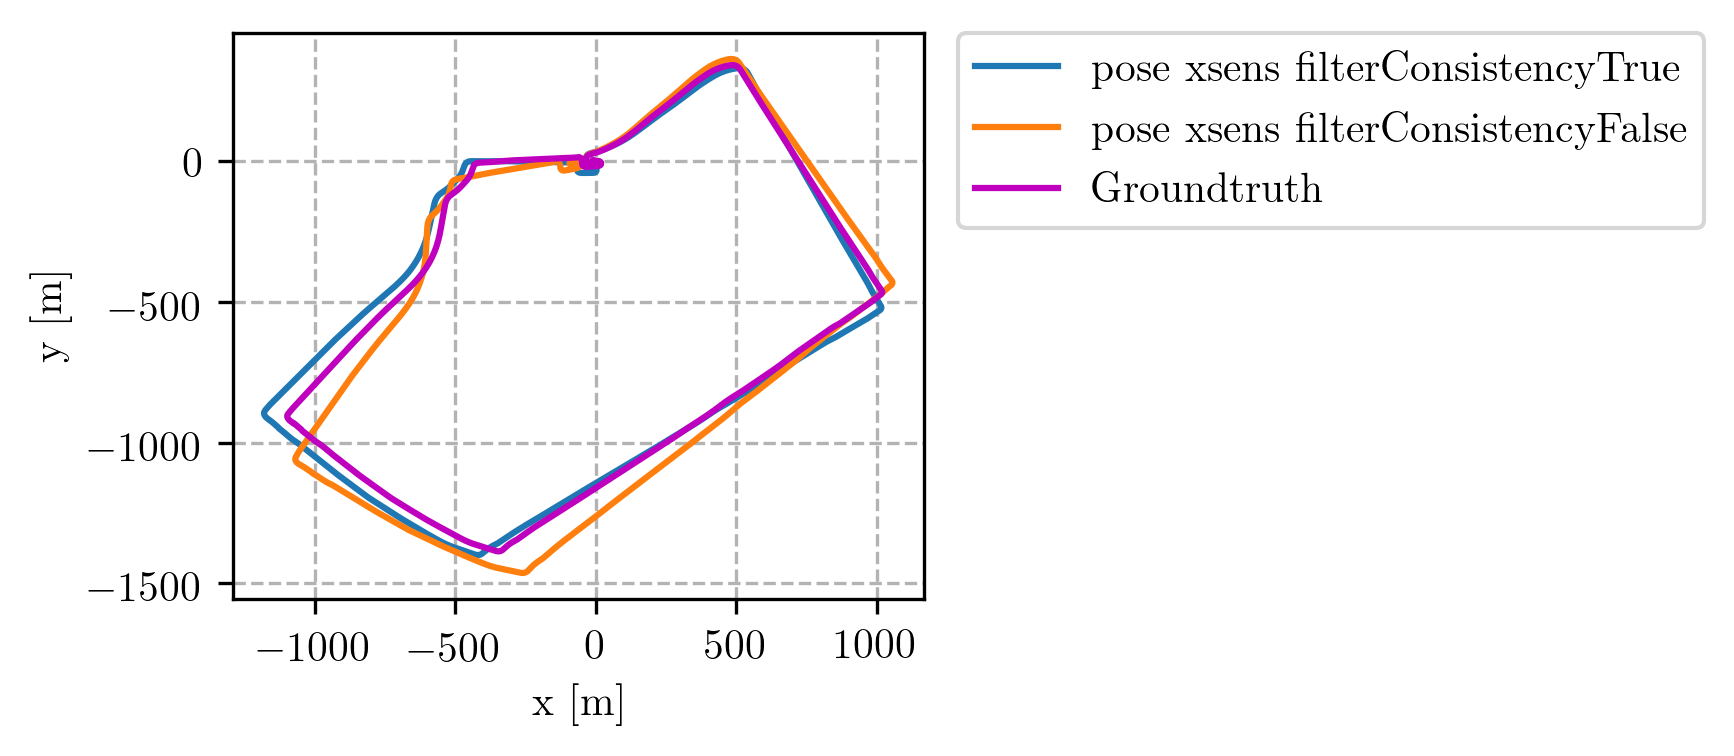 pose xsens filterConsistencyTrue
pose xsens filterConsistencyFalse
Groundtruth
0
−500
−1000
−1500
y [m]
−1000 −500 0 500 1000
x [m]